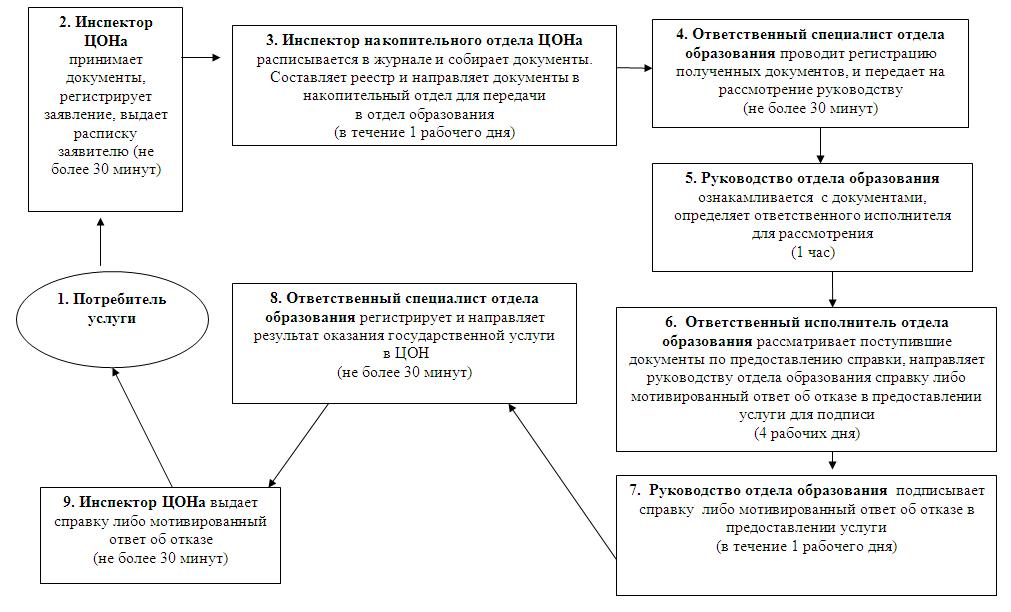 2. Инспектор
ЦОНа
принимает
документы,
регистрирует
заявление, выдает
расписку
заявителю (не
более 30 минут)
3. Инспектор накопительного отдела ЦОНа
расписывается в журнале и собирает документы.
Составляет реестр и направляет документы в
накопительный отдел для передачи
в отдел образования
(в течение 1 рабочего дня)
4. Ответственный специалист отдела
образования проводит регистрацию
полученных документов, и передает на
рассмотрение руководству
(не более 30 минут)
5. Руководство отдела образования
ознакамливается с документами,
определяет ответственного исполнителя
для рассмотрения
(1 час)
1. Потребитель
услуги
8. Ответственный специалист отдела
образования регистрирует и направляет
результат оказания государственной услуги
в ЦОН
(не более 30 минут)
6. Ответственный исполнитель отдела
образования рассматривает поступившие
документы по предоставлению справки, направляет
руководству отдела образования справку либо
мотивированный ответ об отказе в предоставлении
услуги для подписи
(4 рабочих дня)
9. Инспектор ЦОНа выдает
справку либо мотивированный
ответ об отказе
(не более 30 минут)
7. Руководство отдела образования подписывает
справку либо мотивированный ответ об отказе в
предоставлении услуги
(в течение 1 рабочего дня)